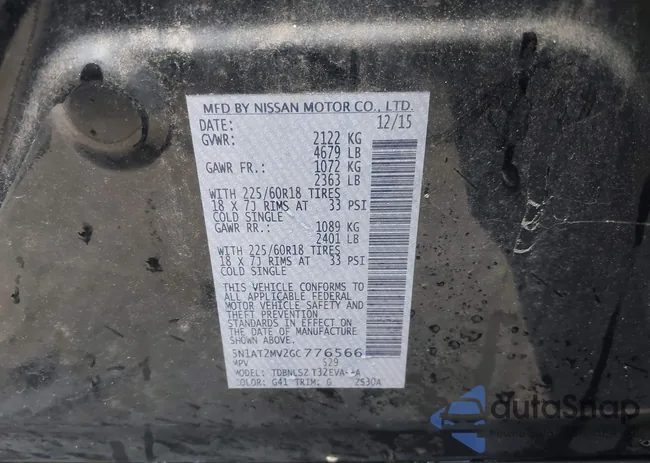 MFD BY NISSAN MOTOR CO., LTD.
DATE: 12/15
GVWR: 2122 KG
4679 LB
GAWR FR.: 1072 KG
2363 LB
WITH 225/60R18 TIRES
18 X 7J RIMS AT 33 PSI
COLD SINGLE
GAWR RR.: 1089 KG
2401 LB
WITH 225/60R18 TIRES
18 X 7J RIMS AT 33 PSI
COLD SINGLE
THIS VEHICLE CONFORMS TO
ALL APPLICABLE FEDERAL
MOTOR VEHICLE SAFETY AND
THEFT PREVENTION
STANDARDS IN EFFECT ON
THE DATE OF MANUFACTURE
SHOWN ABOVE.
5N1AT2MV2GC776566
MPV 529
MODEL: TDBNLSZ T32EVA--A
COLOR: G41 TRIM: G 2530A
AutoSnap